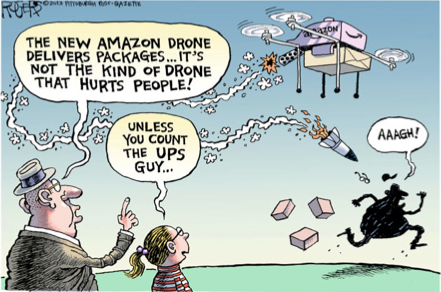 ROGERS ©2013 PITTSBURGH POST-GAZETTE
THE NEW AMAZON DRONE
DELIVERS PACKAGES...IT'S
NOT THE KIND OF DRONE
THAT HURTS PEOPLE!
AMAZON
UNLESS
YOU COUNT
THE UPS
GUY...
AAAGH!